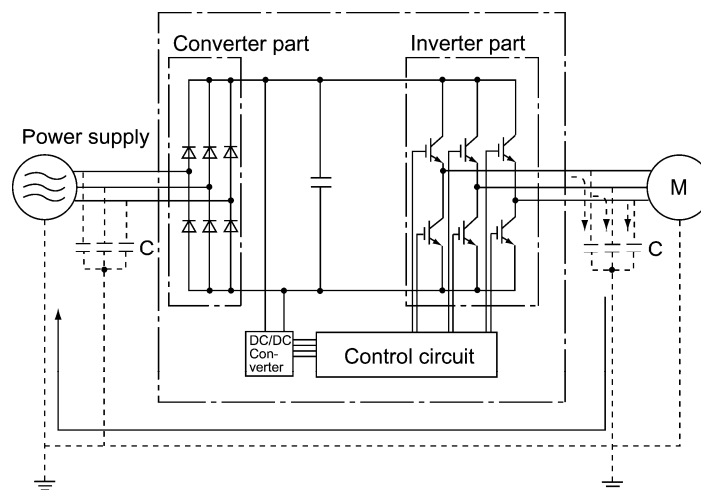 Converter part
Inverter part
Power supply
M
C
C
DC/DC
Con-
verter
Control circuit